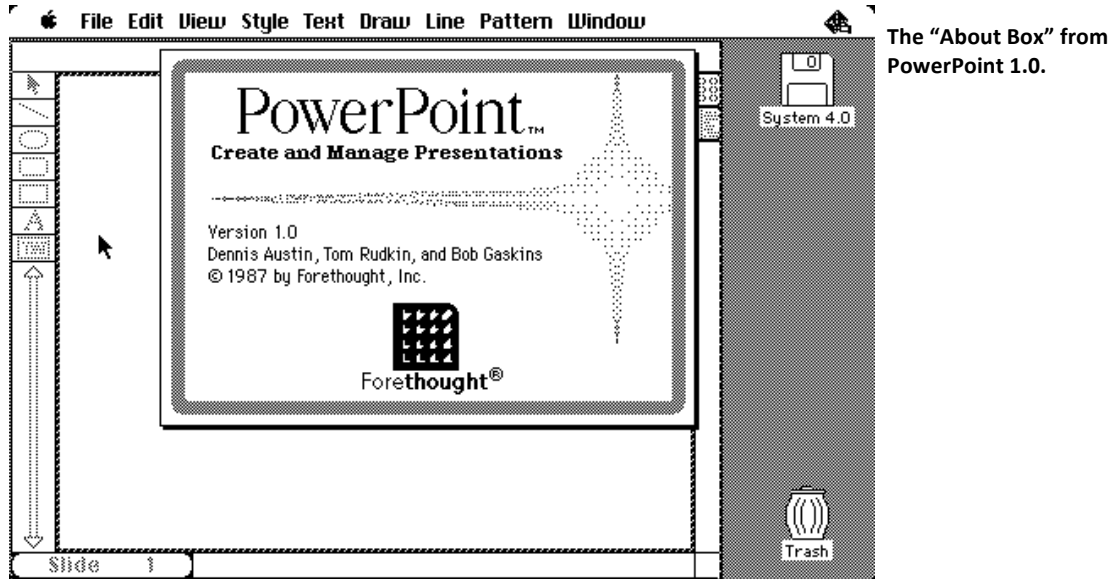 File Edit View Style Text Draw Line Pattern Window
The “About Box” from
PowerPoint 1.0.
0
System 4.0
PowerPoint™
Create and Manage Presentations
Version 1.0
Dennis Austin, Tom Rudkin, and Bob Gaskins
© 1987 by Forethought, Inc.
Forethought®
A
Slide 1
Trash